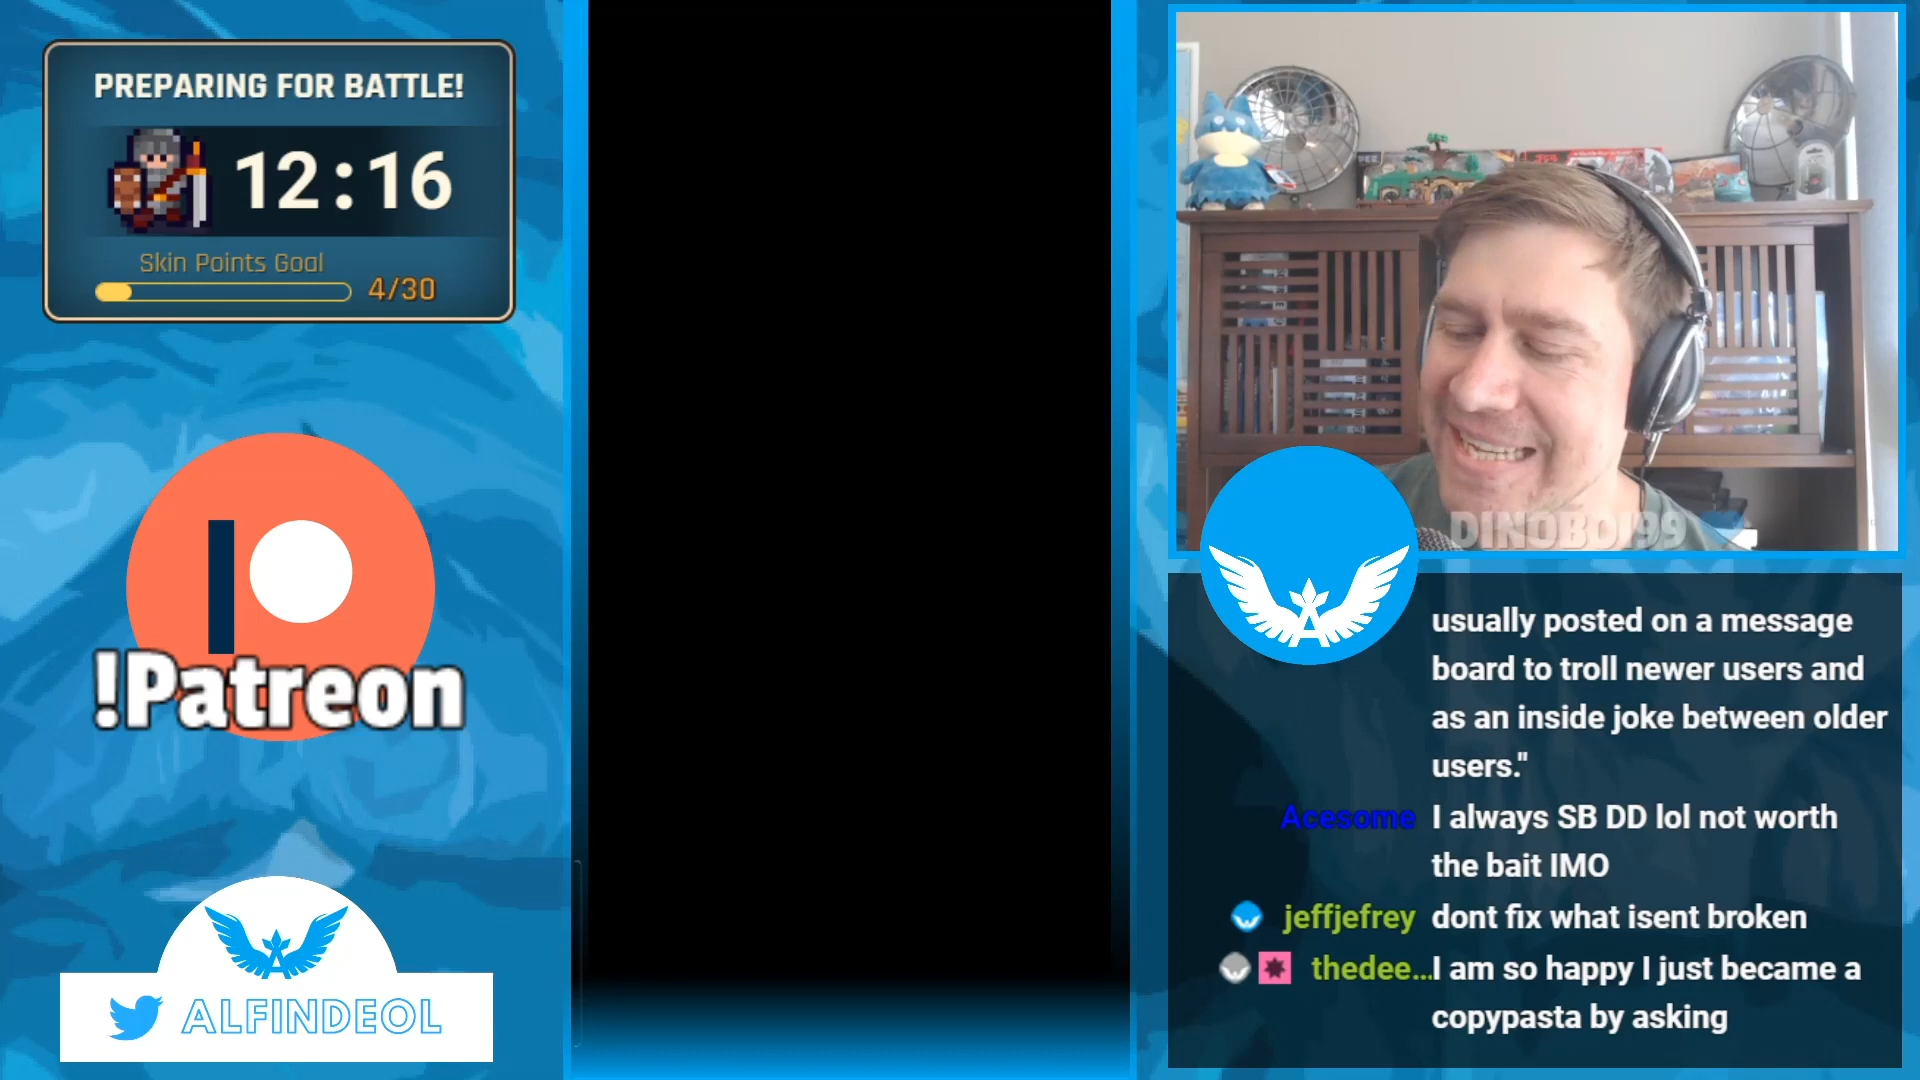 PREPARING FOR BATTLE!
12:16
Skin Points Goal
4/30
!Patreon
ALFINDEOL
DINOBOI99
usually posted on a message
board to troll newer users and
as an inside joke between older
users."
Acesome I always SB DD lol not worth
the bait IMO
jeffjefrey dont fix what isent broken
thedee... I am so happy I just became a
copypasta by asking